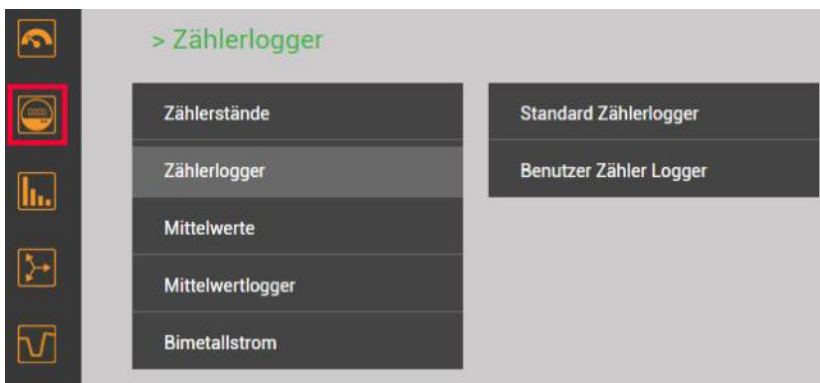 > Zählerlogger
Zählerstände
Zählerlogger
Mittelwerte
Mittelwertlogger
Bimetallstrom
Standard Zählerlogger
Benutzer Zähler Logger